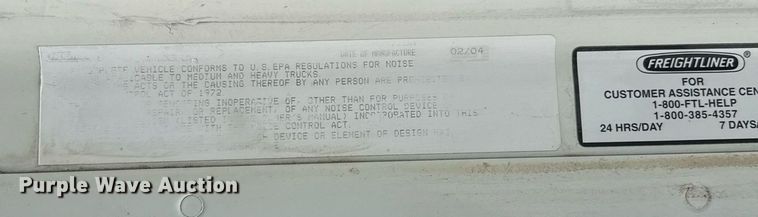 DATE OF MANUFACTURE 02/04
VEHICLE CONFORMS TO U.S. EPA REGULATIONS FOR NOISE
TO MEDIUM AND HEAVY TRUCKS.
ACTS OR THE CAUSING THEREOF BY ANY PERSON ARE
ACT OF 1972
INOPERATIVE OF, OTHER THAN FOR PURPOSES
OR REPLACEMENT, OF ANY NOISE CONTROL DEVICE
MANUAL) INCORPORATED INTO THIS
CONTROL ACT.
DEVICE OR ELEMENT OF DESIGN
FREIGHTLINER
FOR
CUSTOMER ASSISTANCE CEN
1-800-FTL-HELP
1-800-385-4357
24 HRS/DAY 7 DAYS/
Purple Wave Auction